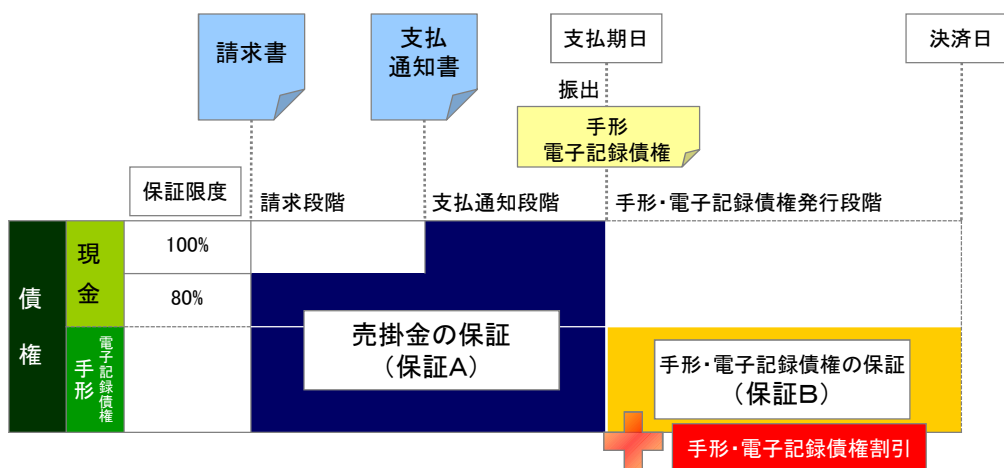 請求書
支払
通知書
支払期日
決済日
振出
手形
電子記録債権
保証限度
請求段階
支払通知段階
手形・電子記録債権発行段階
債権
現金
100%
80%
手形
電子記録債権
売掛金の保証
（保証A）
手形・電子記録債権の保証
（保証B）
手形・電子記録債権割引